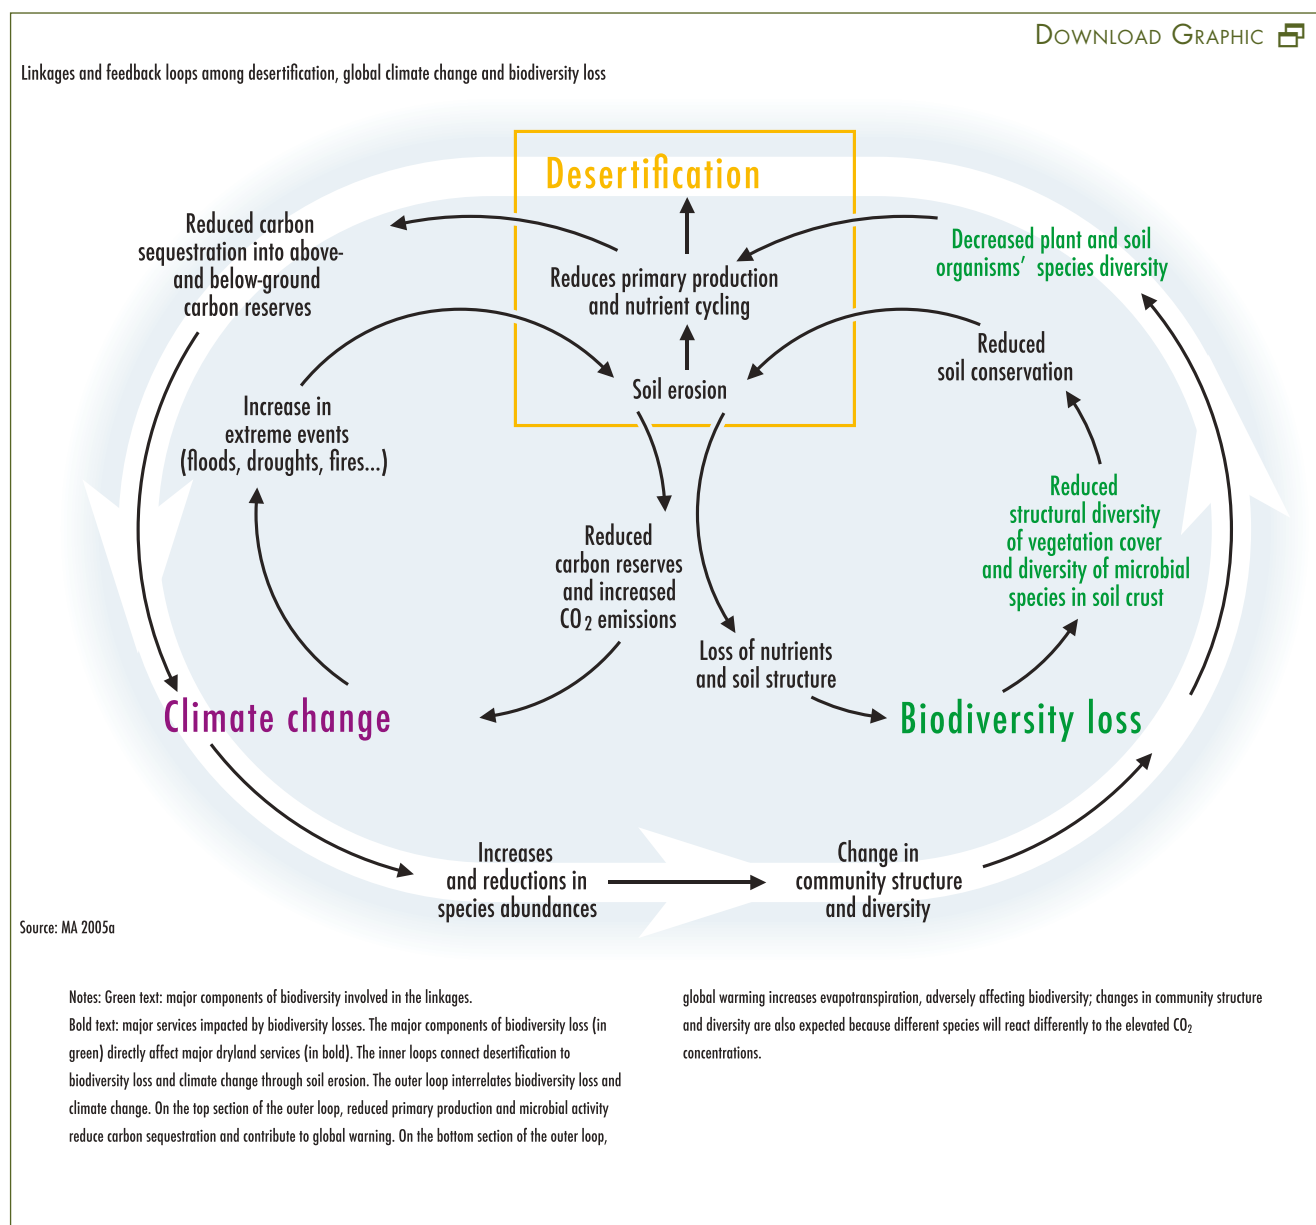 DOWNLOAD GRAPHIC
Linkages and feedback loops among desertification, global climate change and biodiversity loss
Desertification
Reduced carbon
sequestration into above-
and below-ground
carbon reserves
Decreased plant and soil
organisms' species diversity
Reduces primary production
and nutrient cycling
Reduced
soil conservation
Soil erosion
Increase in
extreme events
(floods, droughts, fires...)
Reduced
structural diversity
of vegetation cover
and diversity of microbial
species in soil crust
Reduced
carbon reserves
and increased
CO2 emissions
Loss of nutrients
and soil structure
Climate change
Biodiversity loss
Increases
and reductions in
species abundances
Change in
community structure
and diversity
Source: MA 2005a
Notes: Green text: major components of biodiversity involved in the linkages.
Bold text: major services impacted by biodiversity losses. The major components of biodiversity loss (in
green) directly affect major dryland services (in bold). The inner loops connect desertification to
biodiversity loss and climate change through soil erosion. The outer loop interrelates biodiversity loss and
climate change. On the top section of the outer loop, reduced primary production and microbial activity
reduce carbon sequestration and contribute to global warning. On the bottom section of the outer loop,
global warming increases evapotranspiration, adversely affecting biodiversity; changes in community structure
and diversity are also expected because different species will react differently to the elevated CO2
concentrations.